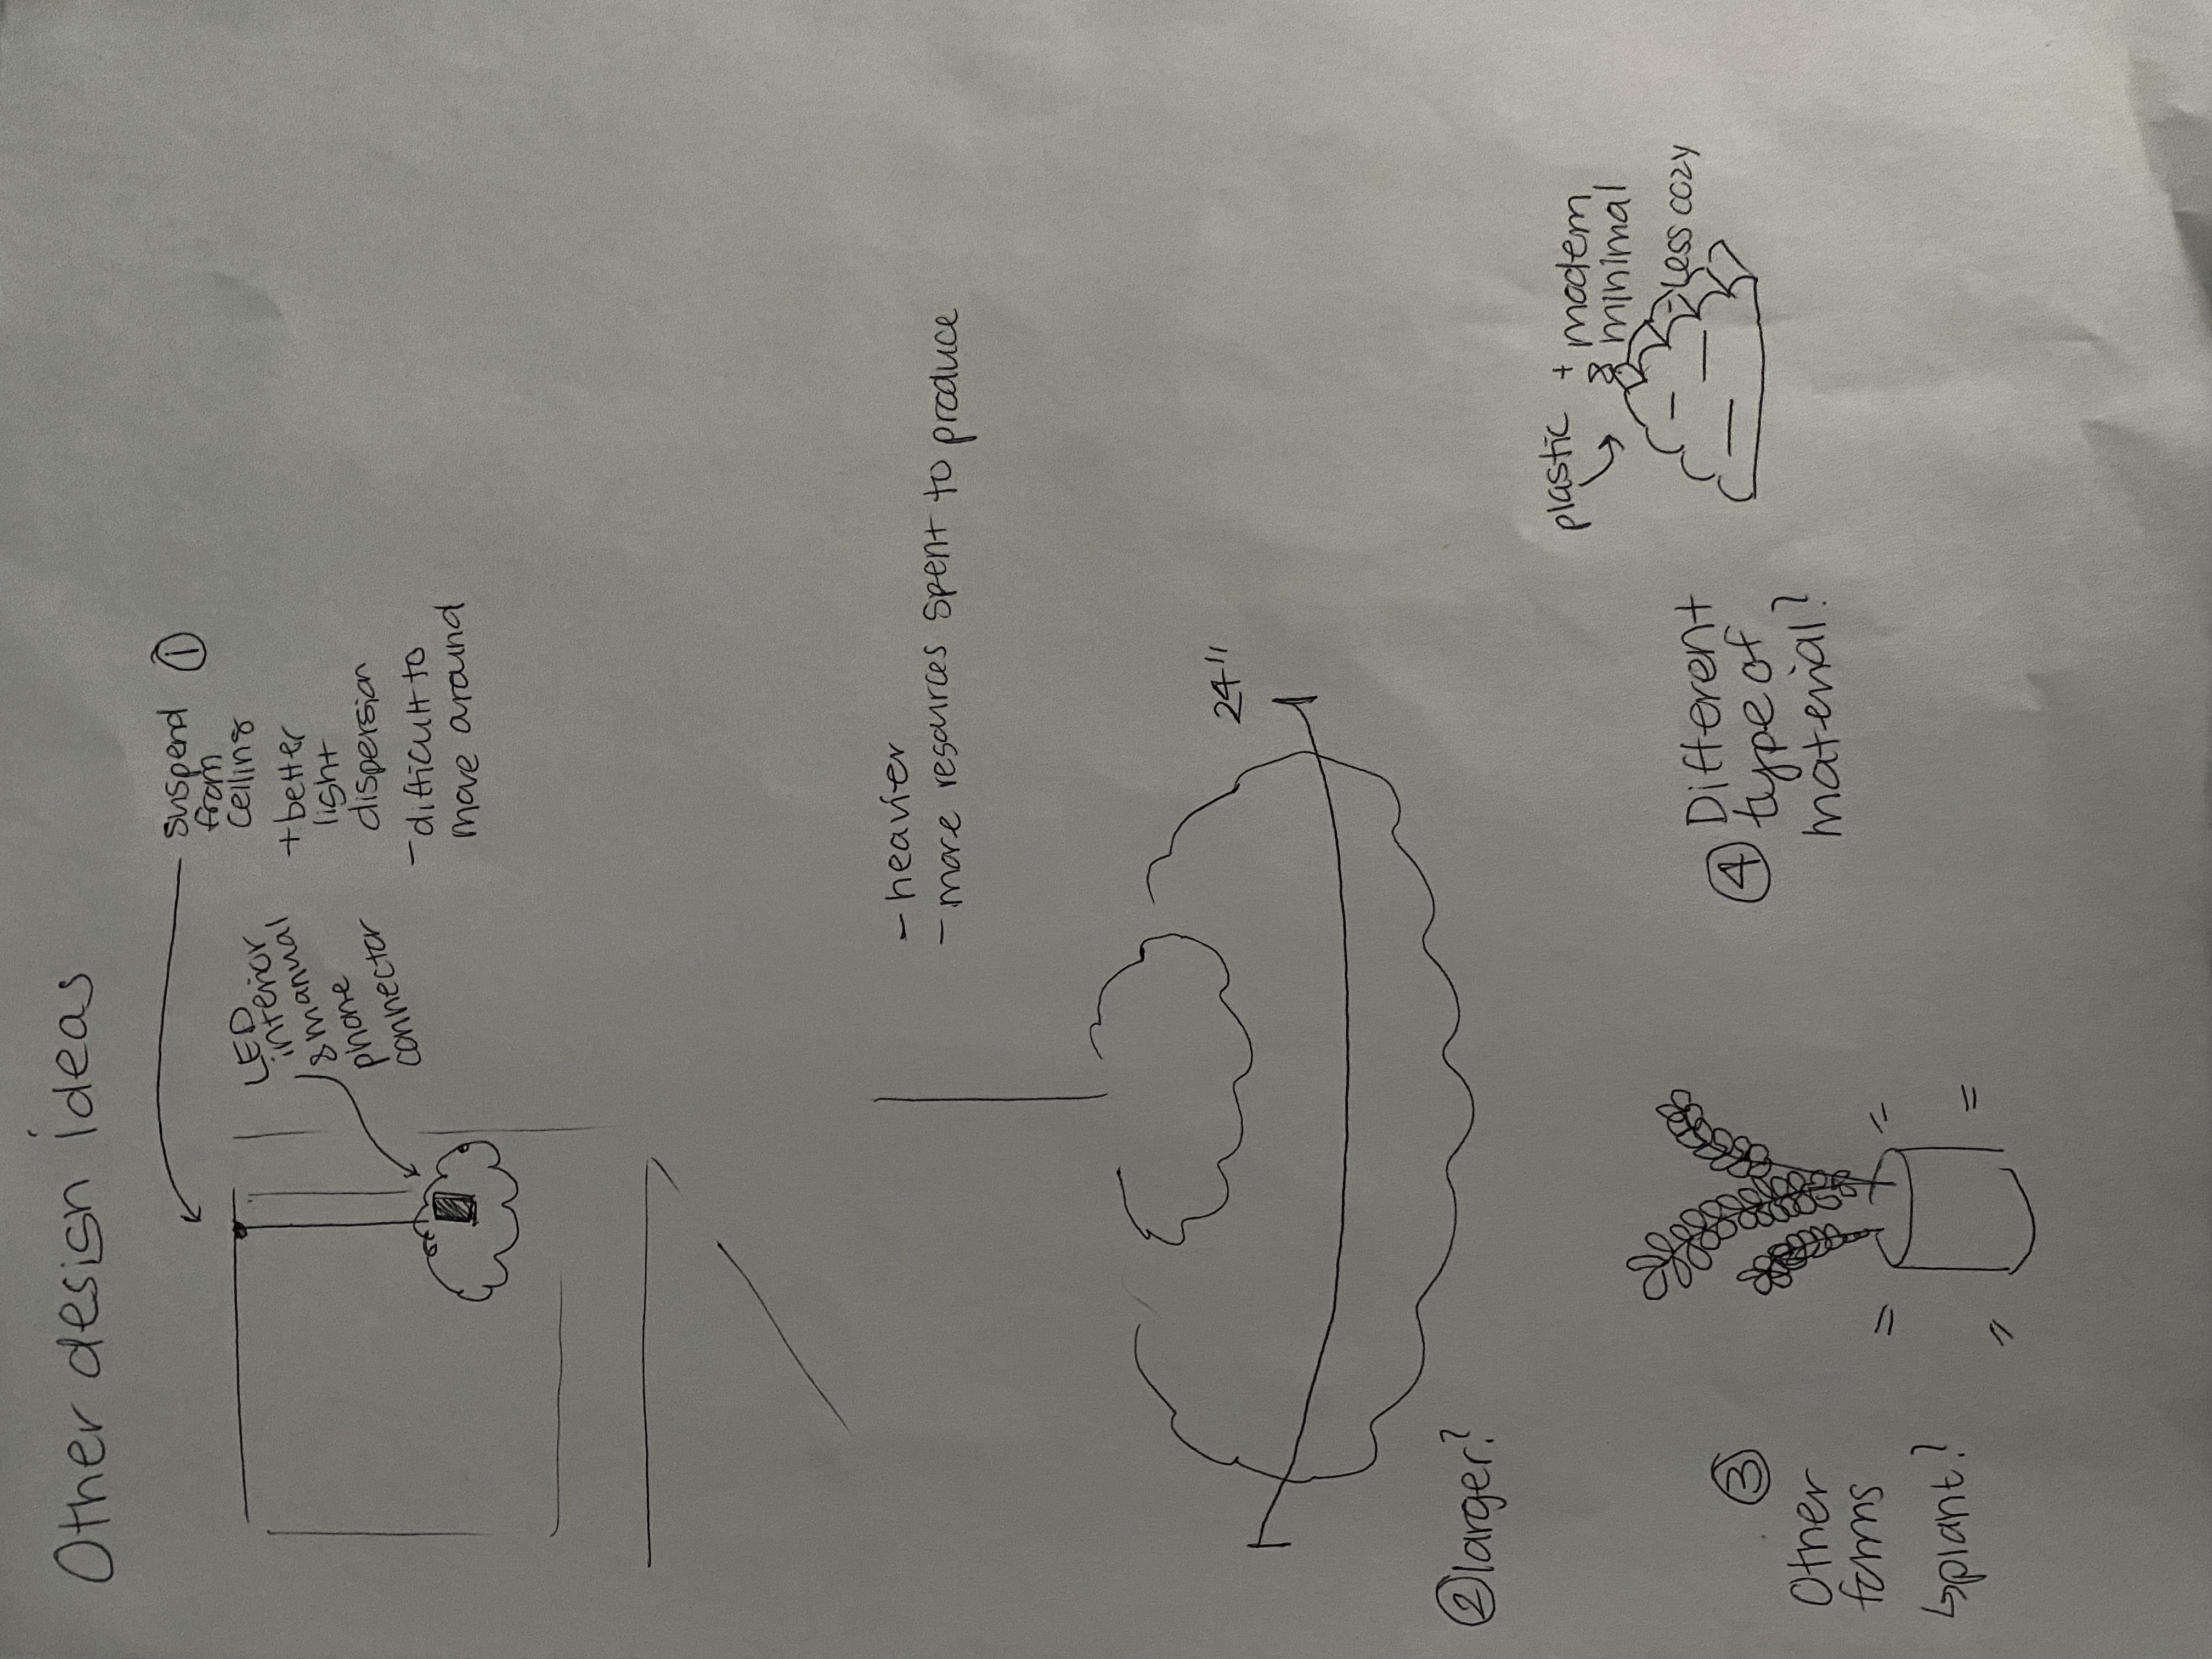 Other design ideas
suspend ①
from
ceiling
+ better
light
dispersion
- difficult to
move around
LED
interior
& manual
phone
connector
- heavier
- more resources spent to produce
24"
② larger?
③
Other
forms
↳ plant?
④ Different
type of
material?
plastic
+ modern
& minimal
- Less cozy